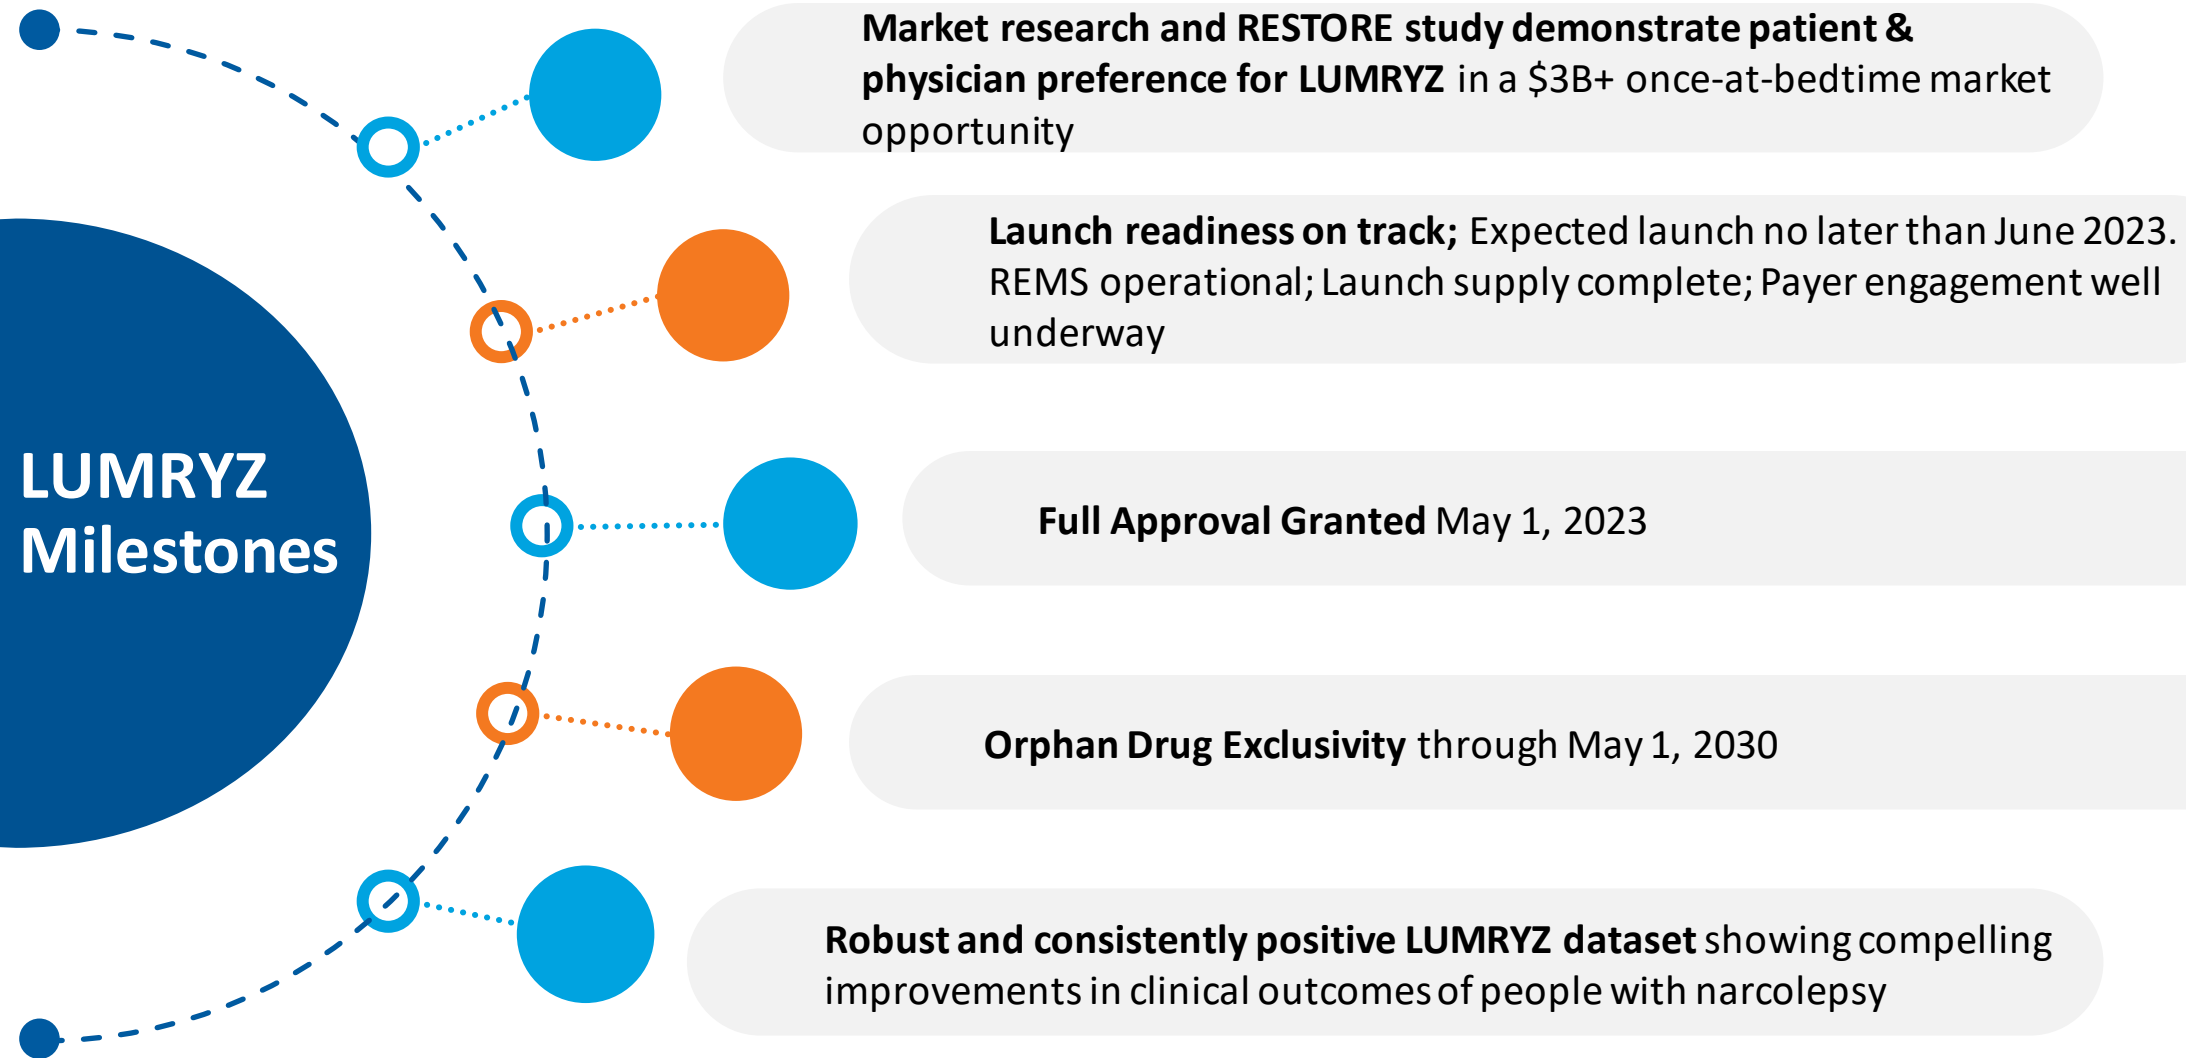 Market research and RESTORE study demonstrate patient &
physician preference for LUMRYZ in a $3B+ once-at-bedtime market
opportunity
Launch readiness on track; Expected launch no later than June 2023.
REMS operational; Launch supply complete; Payer engagement well
underway
LUMRYZ
Milestones
Full Approval Granted May 1, 2023
Orphan Drug Exclusivity through May 1, 2030
Robust and consistently positive LUMRYZ dataset showing compelling
improvements in clinical outcomes of people with narcolepsy